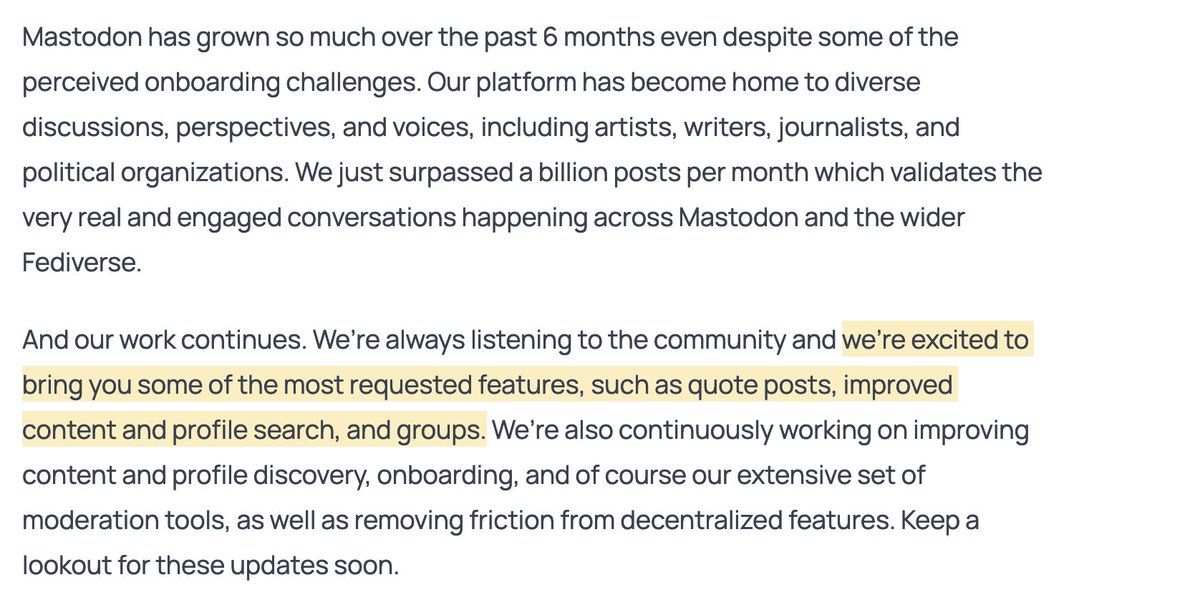 Mastodon has grown so much over the past 6 months even despite some of the
perceived onboarding challenges. Our platform has become home to diverse
discussions, perspectives, and voices, including artists, writers, journalists, and
political organizations. We just surpassed a billion posts per month which validates the
very real and engaged conversations happening across Mastodon and the wider
Fediverse.
And our work continues. We’re always listening to the community and we’re excited to
bring you some of the most requested features, such as quote posts, improved
content and profile search, and groups. We’re also continuously working on improving
content and profile discovery, onboarding, and of course our extensive set of
moderation tools, as well as removing friction from decentralized features. Keep a
lookout for these updates soon.